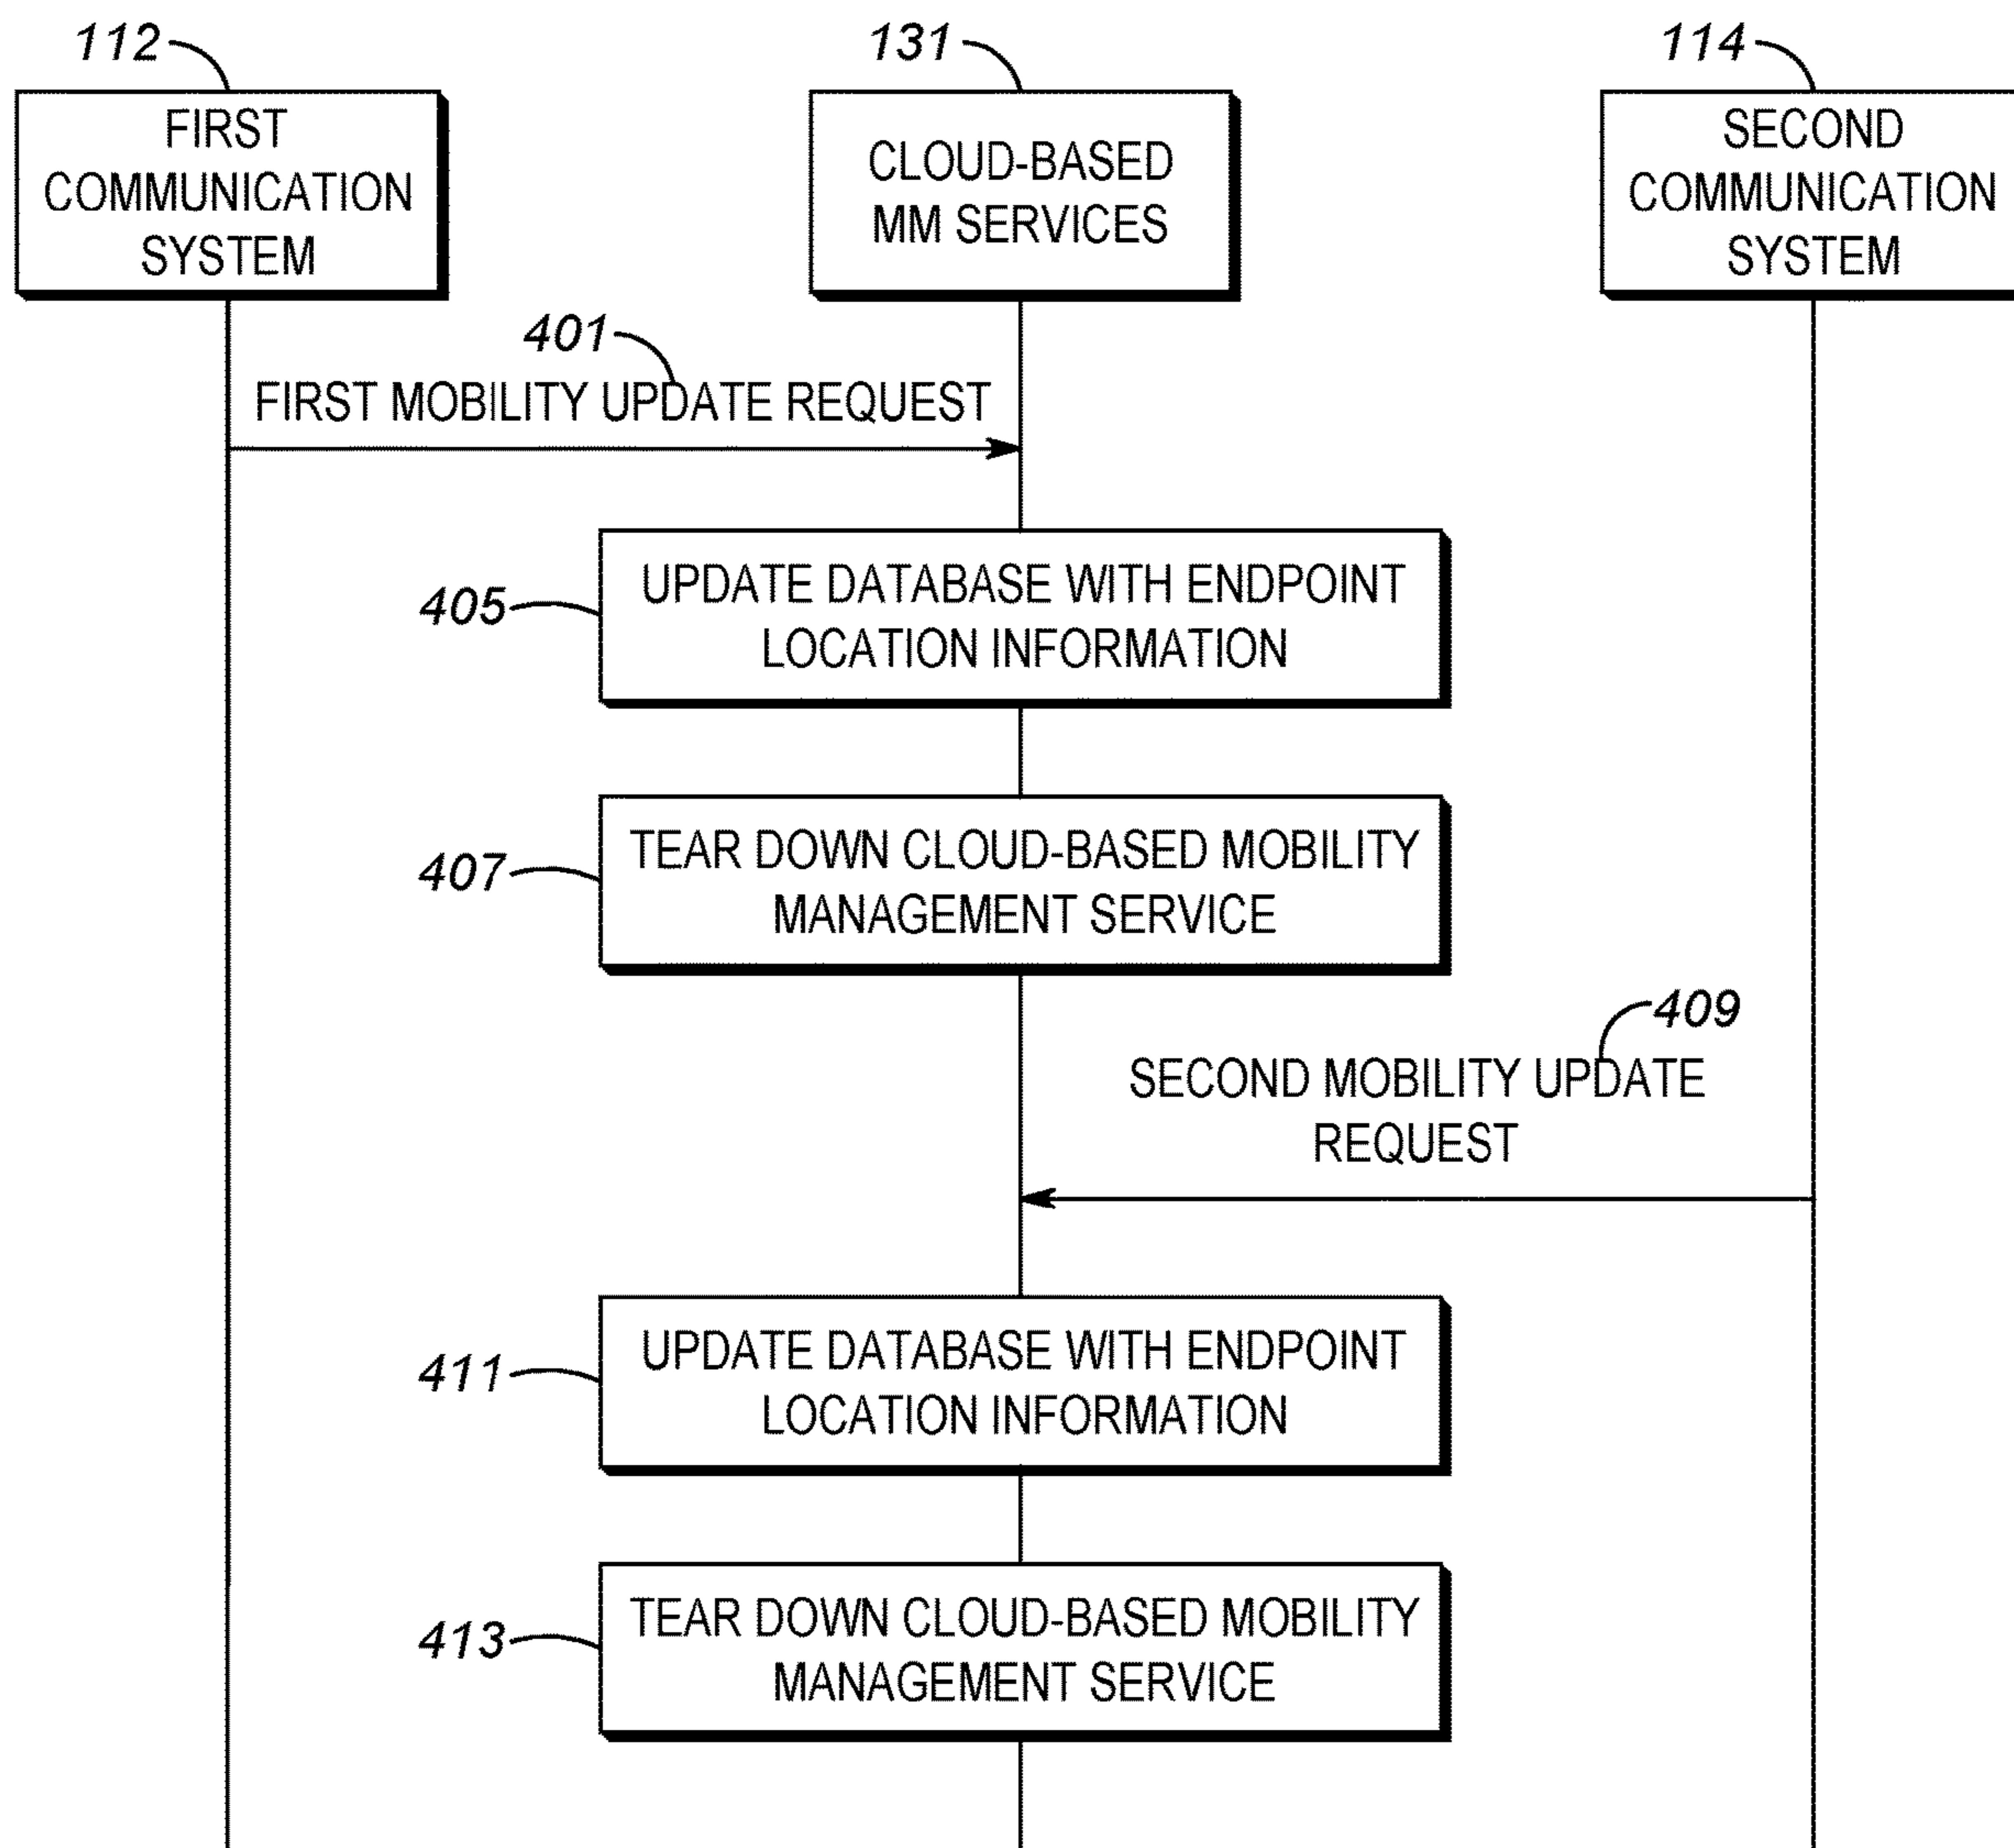 112
131
114
FIRST
COMMUNICATION
SYSTEM
CLOUD-BASED
MM SERVICES
SECOND
COMMUNICATION
SYSTEM
401
FIRST MOBILITY UPDATE REQUEST
405
UPDATE DATABASE WITH ENDPOINT
LOCATION INFORMATION
407
TEAR DOWN CLOUD-BASED MOBILITY
MANAGEMENT SERVICE
409
SECOND MOBILITY UPDATE
REQUEST
411
UPDATE DATABASE WITH ENDPOINT
LOCATION INFORMATION
413
TEAR DOWN CLOUD-BASED MOBILITY
MANAGEMENT SERVICE